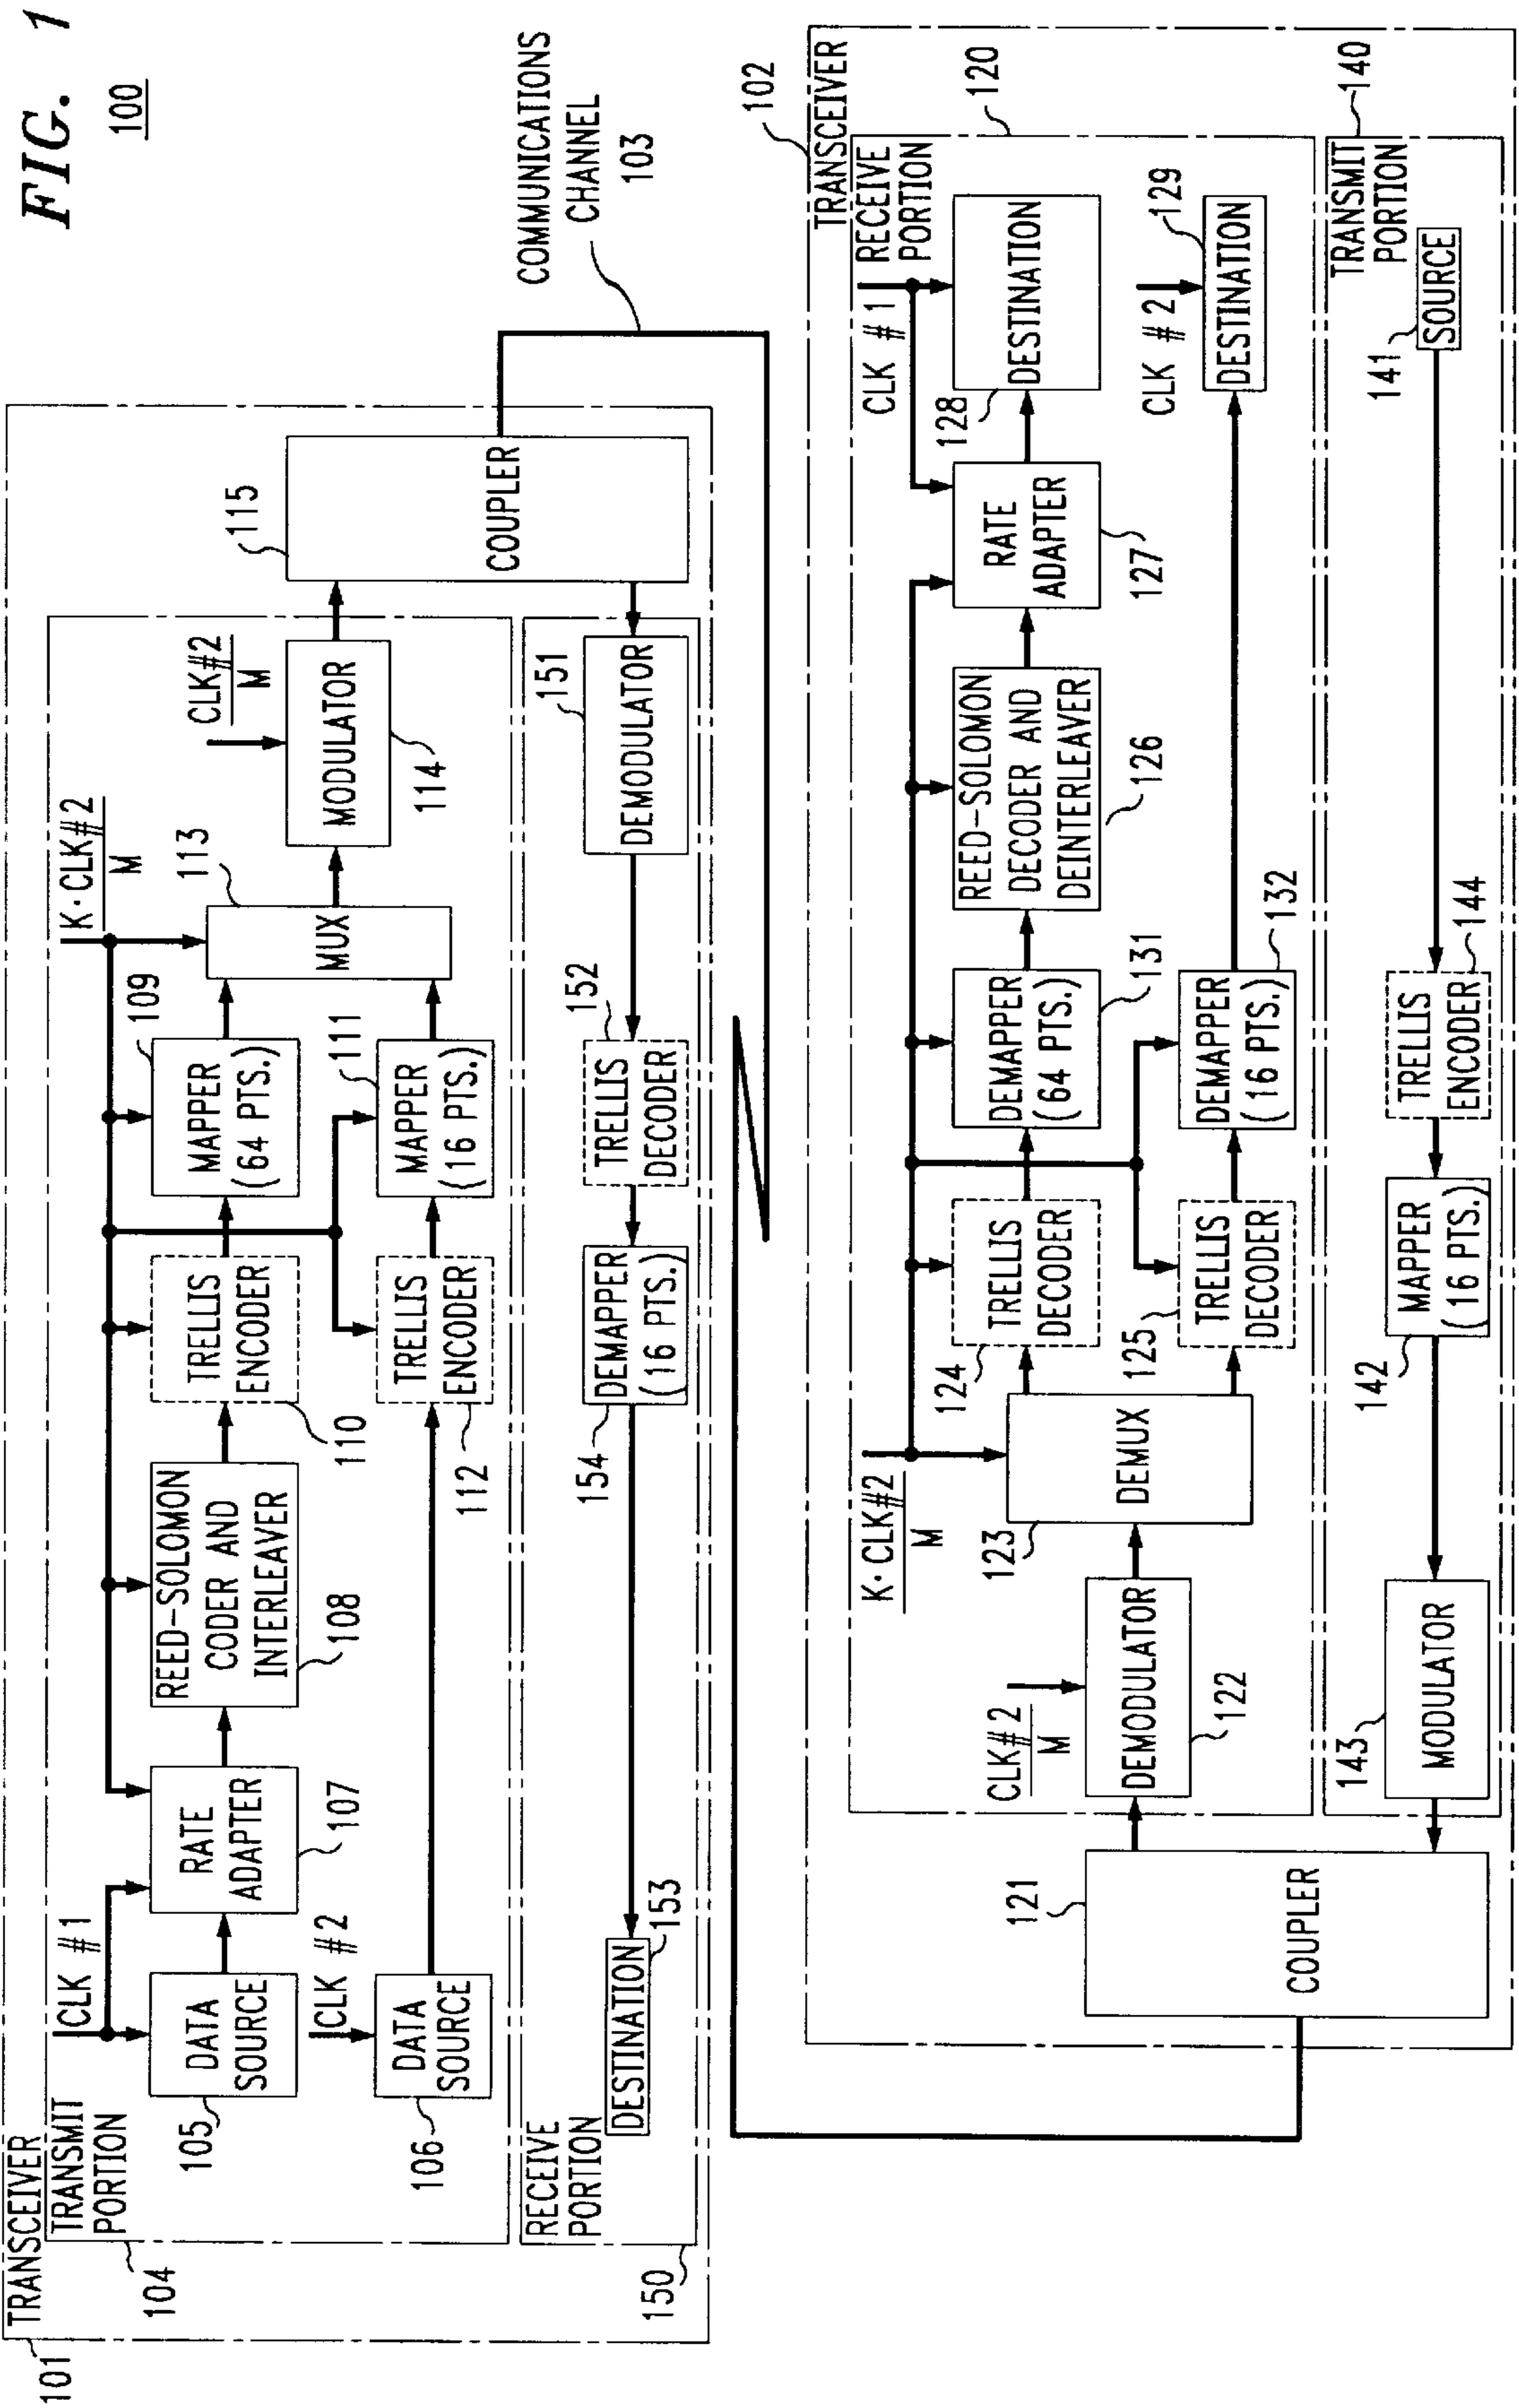 FIG. 1
100
TRANSCEIVER
101
TRANSMIT
PORTION
104
CLK #1
DATA
SOURCE
105
CLK #2
DATA
SOURCE
106
RATE
ADAPTER
107
REED-SOLOMON
CODER AND
INTERLEAVER
108
TRELLIS
ENCODER
110
TRELLIS
ENCODER
112
MAPPER
(64 PTS.)
109
MAPPER
(16 PTS.)
111
K·CLK#2
M
MUX
113
CLK#2
M
MODULATOR
114
COUPLER
115
RECEIVE
PORTION
150
DEMODULATOR
151
TRELLIS
DECODER
152
DEMAPPER
(16 PTS.)
154
DESTINATION
153
COMMUNICATIONS
CHANNEL
103
TRANSCEIVER
102
RECEIVE
PORTION
120
COUPLER
121
CLK#2
M
DEMODULATOR
122
K·CLK#2
M
DEMUX
123
TRELLIS
DECODER
124
TRELLIS
DECODER
125
DEMAPPER
(64 PTS.)
131
DEMAPPER
(16 PTS.)
132
REED-SOLOMON
DECODER AND
DEINTERLEAVER
126
RATE
ADAPTER
127
CLK #1
DESTINATION
128
CLK #2
DESTINATION
129
TRANSMIT
PORTION
140
SOURCE
141
TRELLIS
ENCODER
144
MAPPER
(16 PTS.)
142
MODULATOR
143